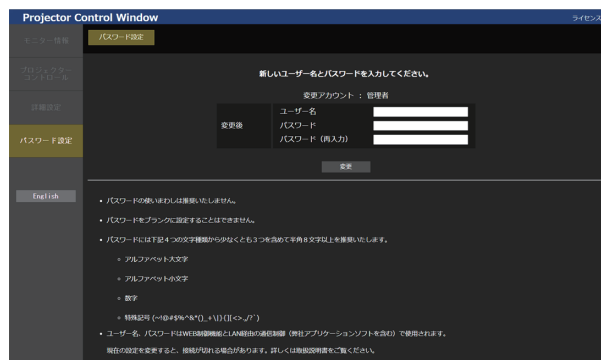 Projector Control Window
ライセンス
モニター情報
パスワード設定
プロジェクター
コントロール
詳細設定
パスワード設定
English
新しいユーザー名とパスワードを入力してください。
変更アカウント : 管理者
変更後
ユーザー名
パスワード
パスワード（再入力）
変更
• パスワードの使いまわしは推奨いたしません。
• パスワードをブランクに設定することはできません。
• パスワードには下記４つの文字種類から少なくとも３つを含めて半角８文字以上を推奨いたします。
○ アルファベット大文字
○ アルファベット小文字
○ 数字
○ 特殊記号 (~!@#$%^&*()_+\|}{][<>.,/?`)
• ユーザー名、パスワードはWEB制御機能とLAN経由の通信制御（弊社アプリケーションソフトを含む）で使用されます。
現在の設定を変更すると、接続が切れる場合があります。詳しくは取扱説明書をご覧ください。